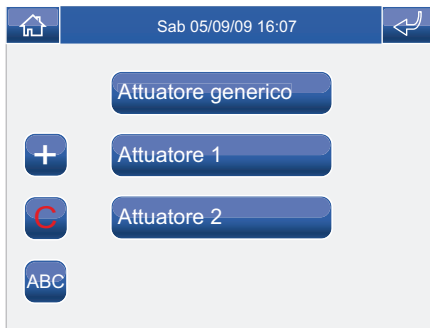 Sab 05/09/09 16:07
Attuatore generico
+
Attuatore 1
C
Attuatore 2
ABC